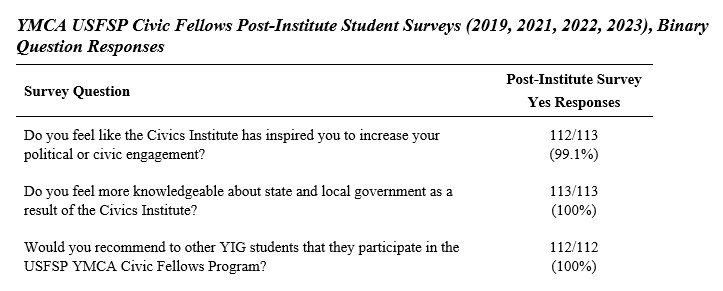 YMCA USFSP Civic Fellows Post-Institute Student Surveys (2019, 2021, 2022, 2023), Binary
Question Responses
Survey Question
Post-Institute Survey
Yes Responses
Do you feel like the Civics Institute has inspired you to increase your
political or civic engagement?
112/113
(99.1%)
Do you feel more knowledgeable about state and local government as a
result of the Civics Institute?
113/113
(100%)
Would you recommend to other YIG students that they participate in the
USFSP YMCA Civic Fellows Program?
112/112
(100%)